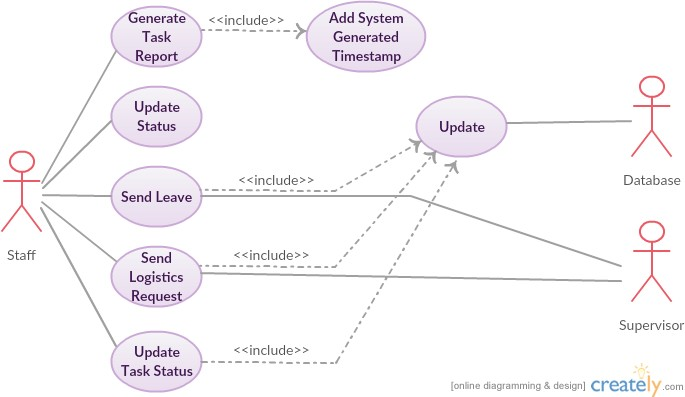 Generate
Task
Report
<<include>>
Add System
Generated
Timestamp
Update
Status
Update
Database
<<include>>
Send Leave
Staff
Send
Logistics
Request
<<include>>
Supervisor
Update
Task Status
<<include>>
[online diagramming & design] creately.com